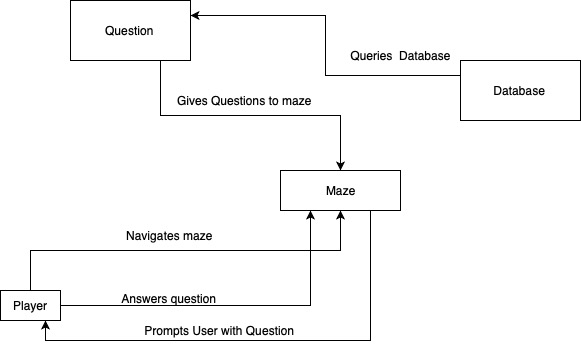 Question
Queries  Database
Database
Gives Questions to maze
Maze
Navigates maze
Player
Answers question
Prompts User with Question